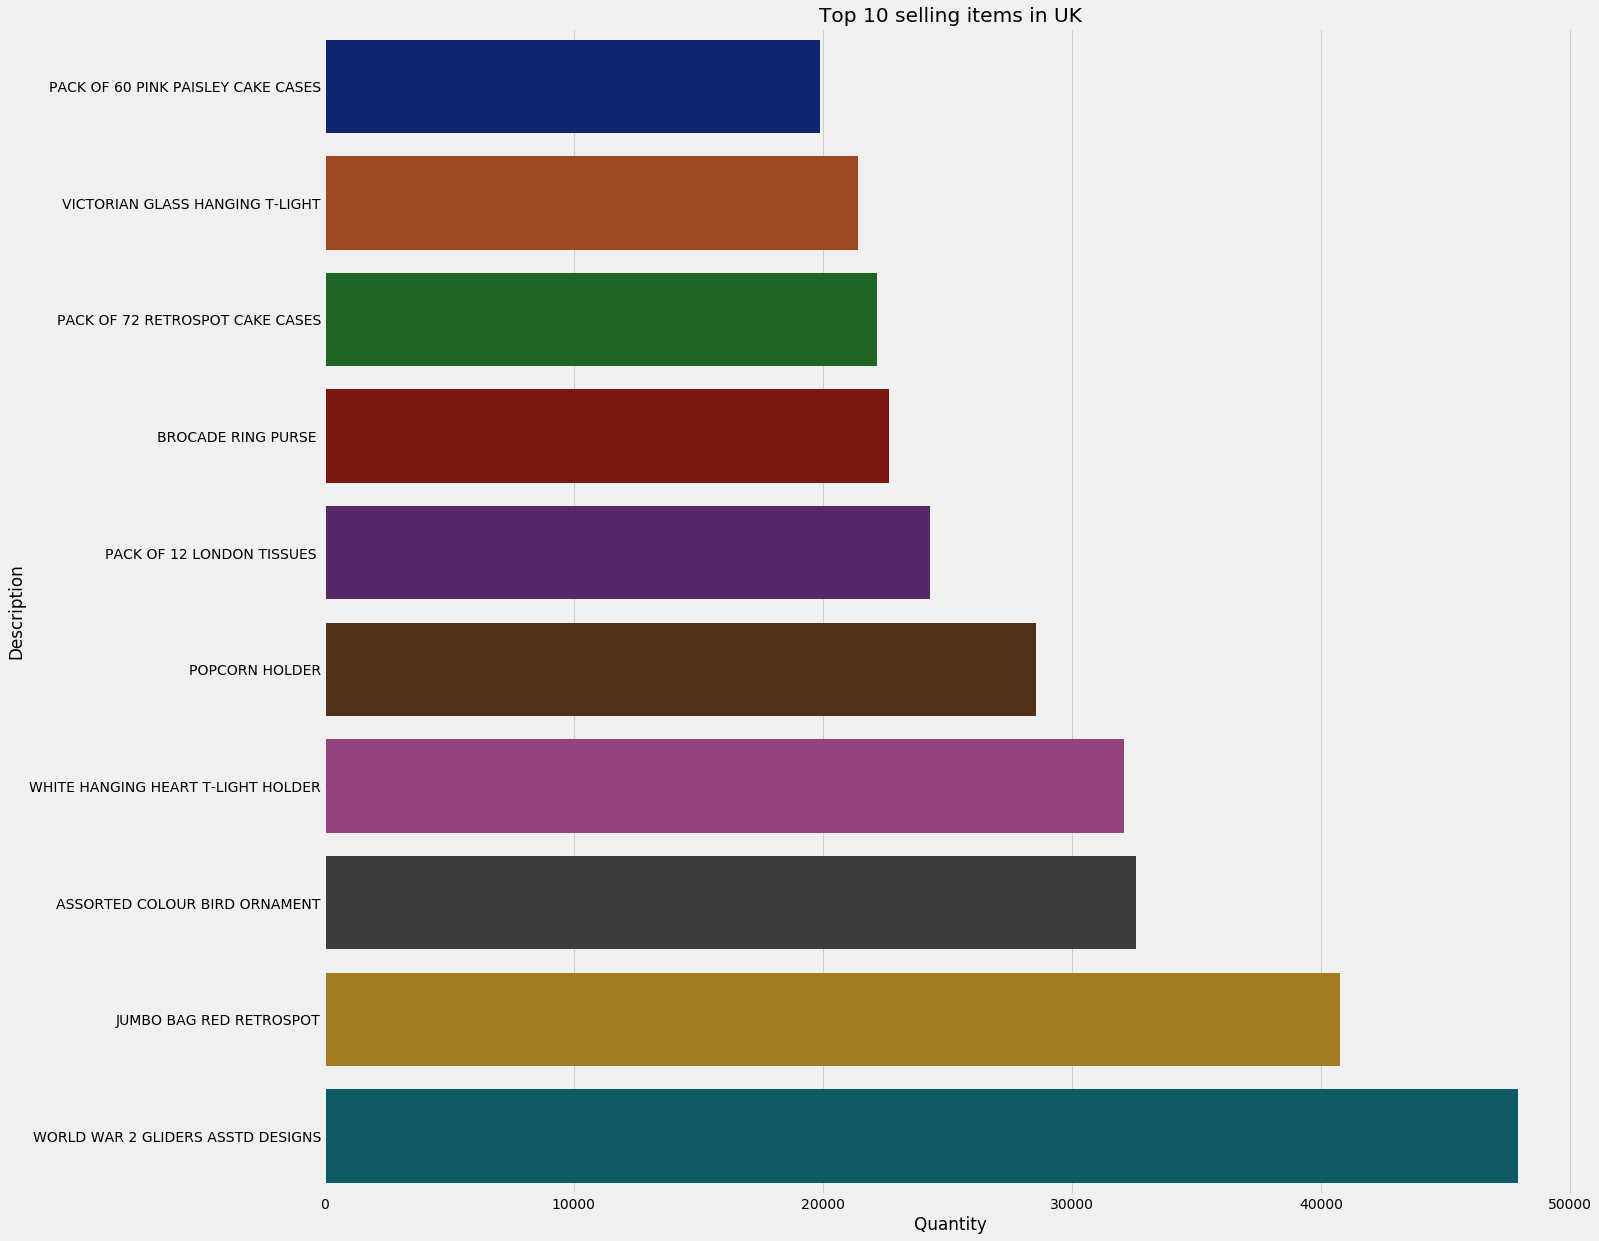 Top 10 selling items in UK
PACK OF 60 PINK PAISLEY CAKE CASES
VICTORIAN GLASS HANGING T-LIGHT
PACK OF 72 RETROSPOT CAKE CASES
BROCADE RING PURSE
PACK OF 12 LONDON TISSUES
POPCORN HOLDER
WHITE HANGING HEART T-LIGHT HOLDER
ASSORTED COLOUR BIRD ORNAMENT
JUMBO BAG RED RETROSPOT
WORLD WAR 2 GLIDERS ASSTD DESIGNS
Description
0 10000 20000 30000 40000 50000
Quantity